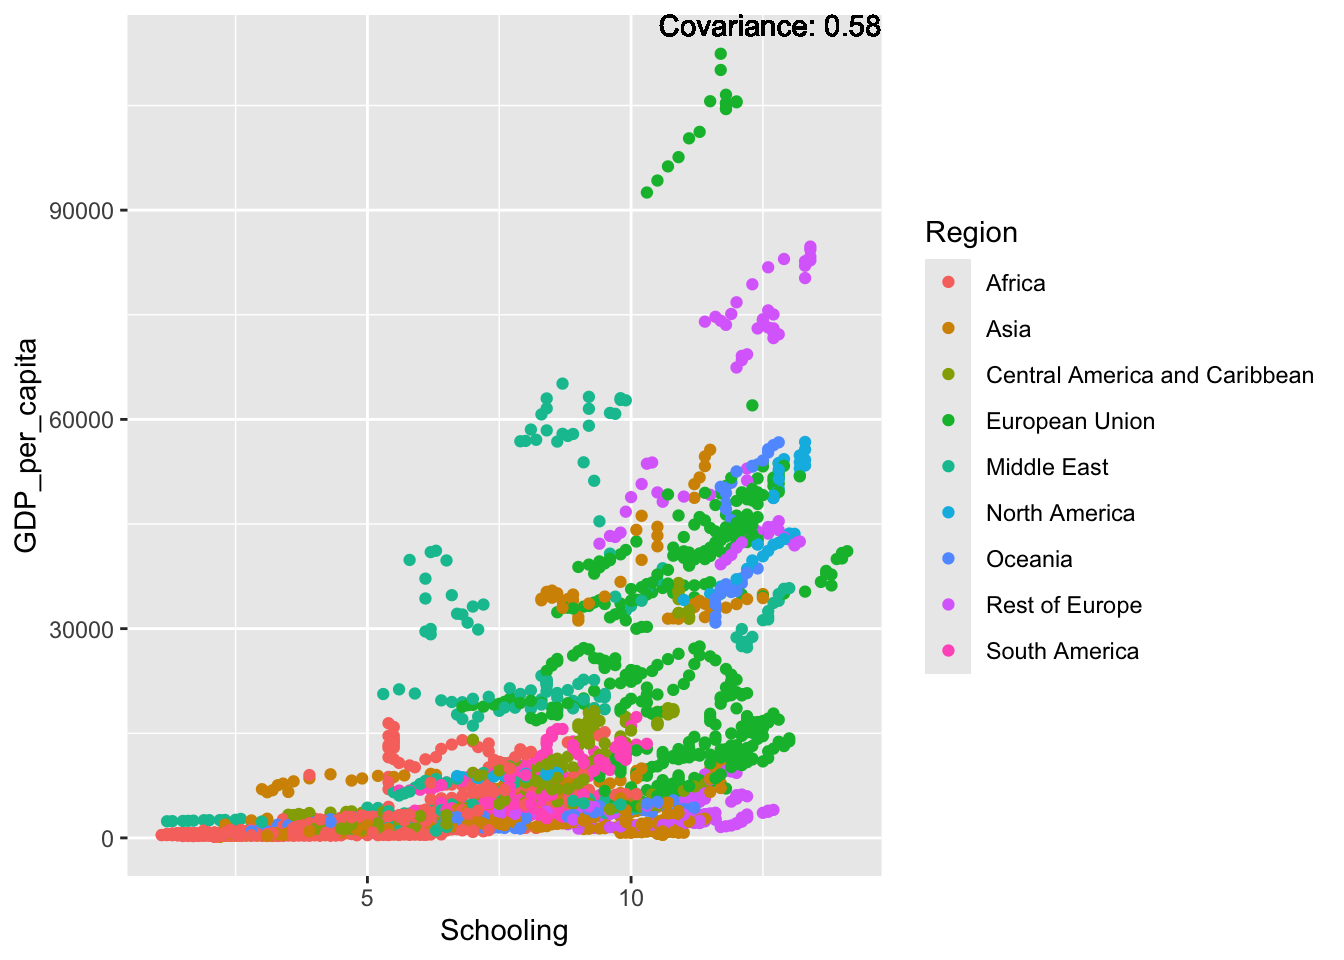 Covariance: 0.58
90000
60000
30000
0
5
10
Schooling
GDP_per_capita
Region
Africa
Asia
Central America and Caribbean
European Union
Middle East
North America
Oceania
Rest of Europe
South America